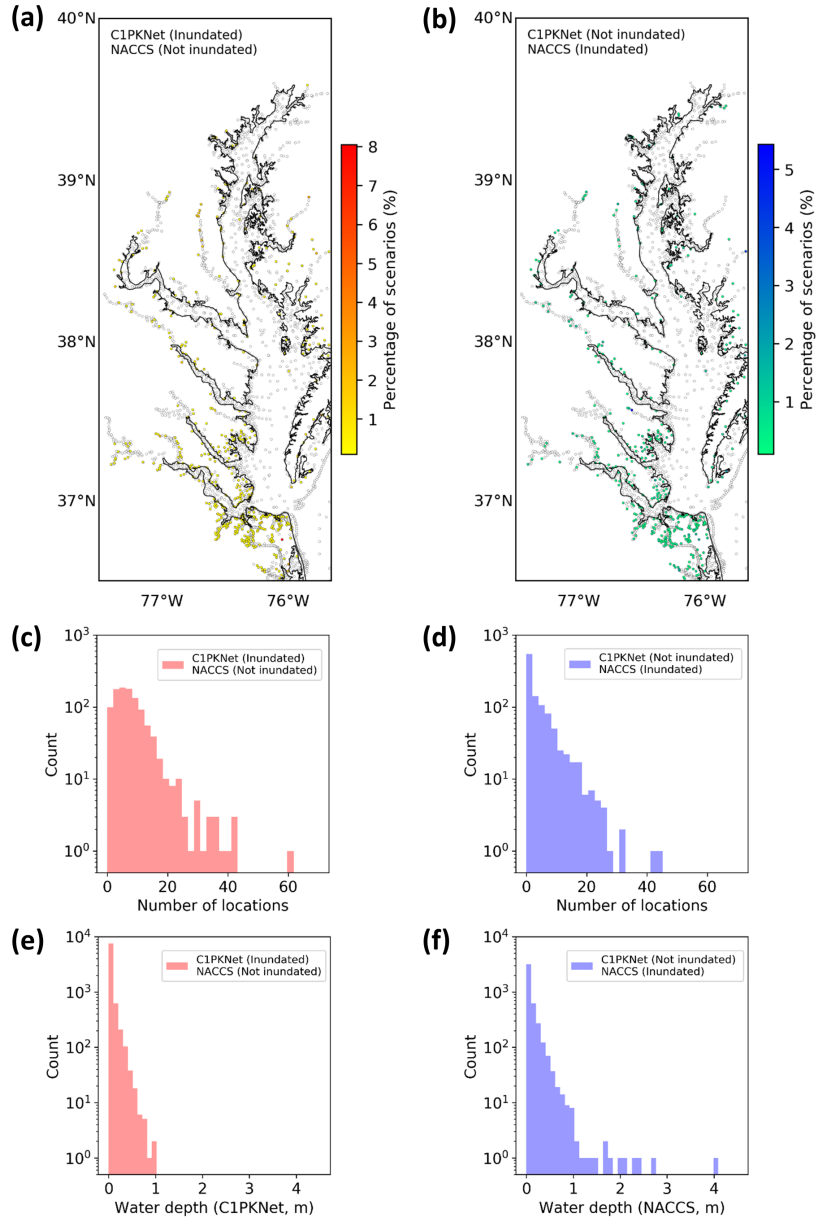 (a)
40°N
C1PKNet (Inundated)
NACCS (Not inundated)
39°N
38°N
37°N
77°W
76°W
8
7
6
5
4
3
2
1
Percentage of scenarios (%)
(b)
40°N
C1PKNet (Not inundated)
NACCS (Inundated)
39°N
38°N
37°N
77°W
76°W
5
4
3
2
1
Percentage of scenarios (%)
(c)
10³
10²
10¹
10⁰
Count
C1PKNet (Inundated)
NACCS (Not inundated)
0
20
40
60
Number of locations
(d)
10³
10²
10¹
10⁰
Count
C1PKNet (Not inundated)
NACCS (Inundated)
0
20
40
60
Number of locations
(e)
10⁴
10³
10²
10¹
10⁰
Count
C1PKNet (Inundated)
NACCS (Not inundated)
0
1
2
3
4
Water depth (C1PKNet, m)
(f)
10⁴
10³
10²
10¹
10⁰
Count
C1PKNet (Not inundated)
NACCS (Inundated)
0
1
2
3
4
Water depth (NACCS, m)